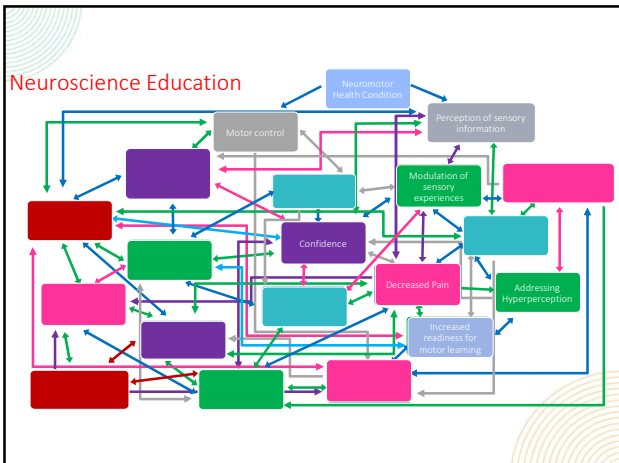 Neuroscience Education
Neuromotor
Health Condition
Perception of sensory
information
Motor control
Modulation of
sensory
experiences
Confidence
Decreased Pain
Addressing
Hyperperception
Increased
readiness for
motor learning